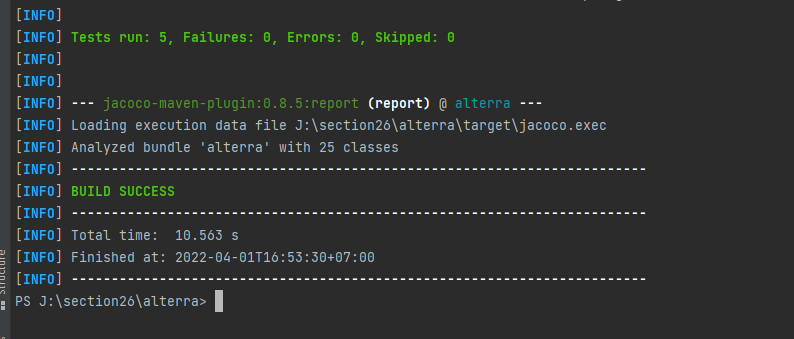 [INFO]
[INFO] Tests run: 5, Failures: 0, Errors: 0, Skipped: 0
[INFO]
[INFO]
[INFO] --- jacoco-maven-plugin:0.8.5:report (report) @ alterra ---
[INFO] Loading execution data file J:\section26\alterra\target\jacoco.exec
[INFO] Analyzed bundle 'alterra' with 25 classes
[INFO] ------------------------------------------------------------------------
[INFO] BUILD SUCCESS
[INFO] ------------------------------------------------------------------------
[INFO] Total time:  10.563 s
[INFO] Finished at: 2022-04-01T16:53:30+07:00
[INFO] ------------------------------------------------------------------------
PS J:\section26\alterra>
Structure